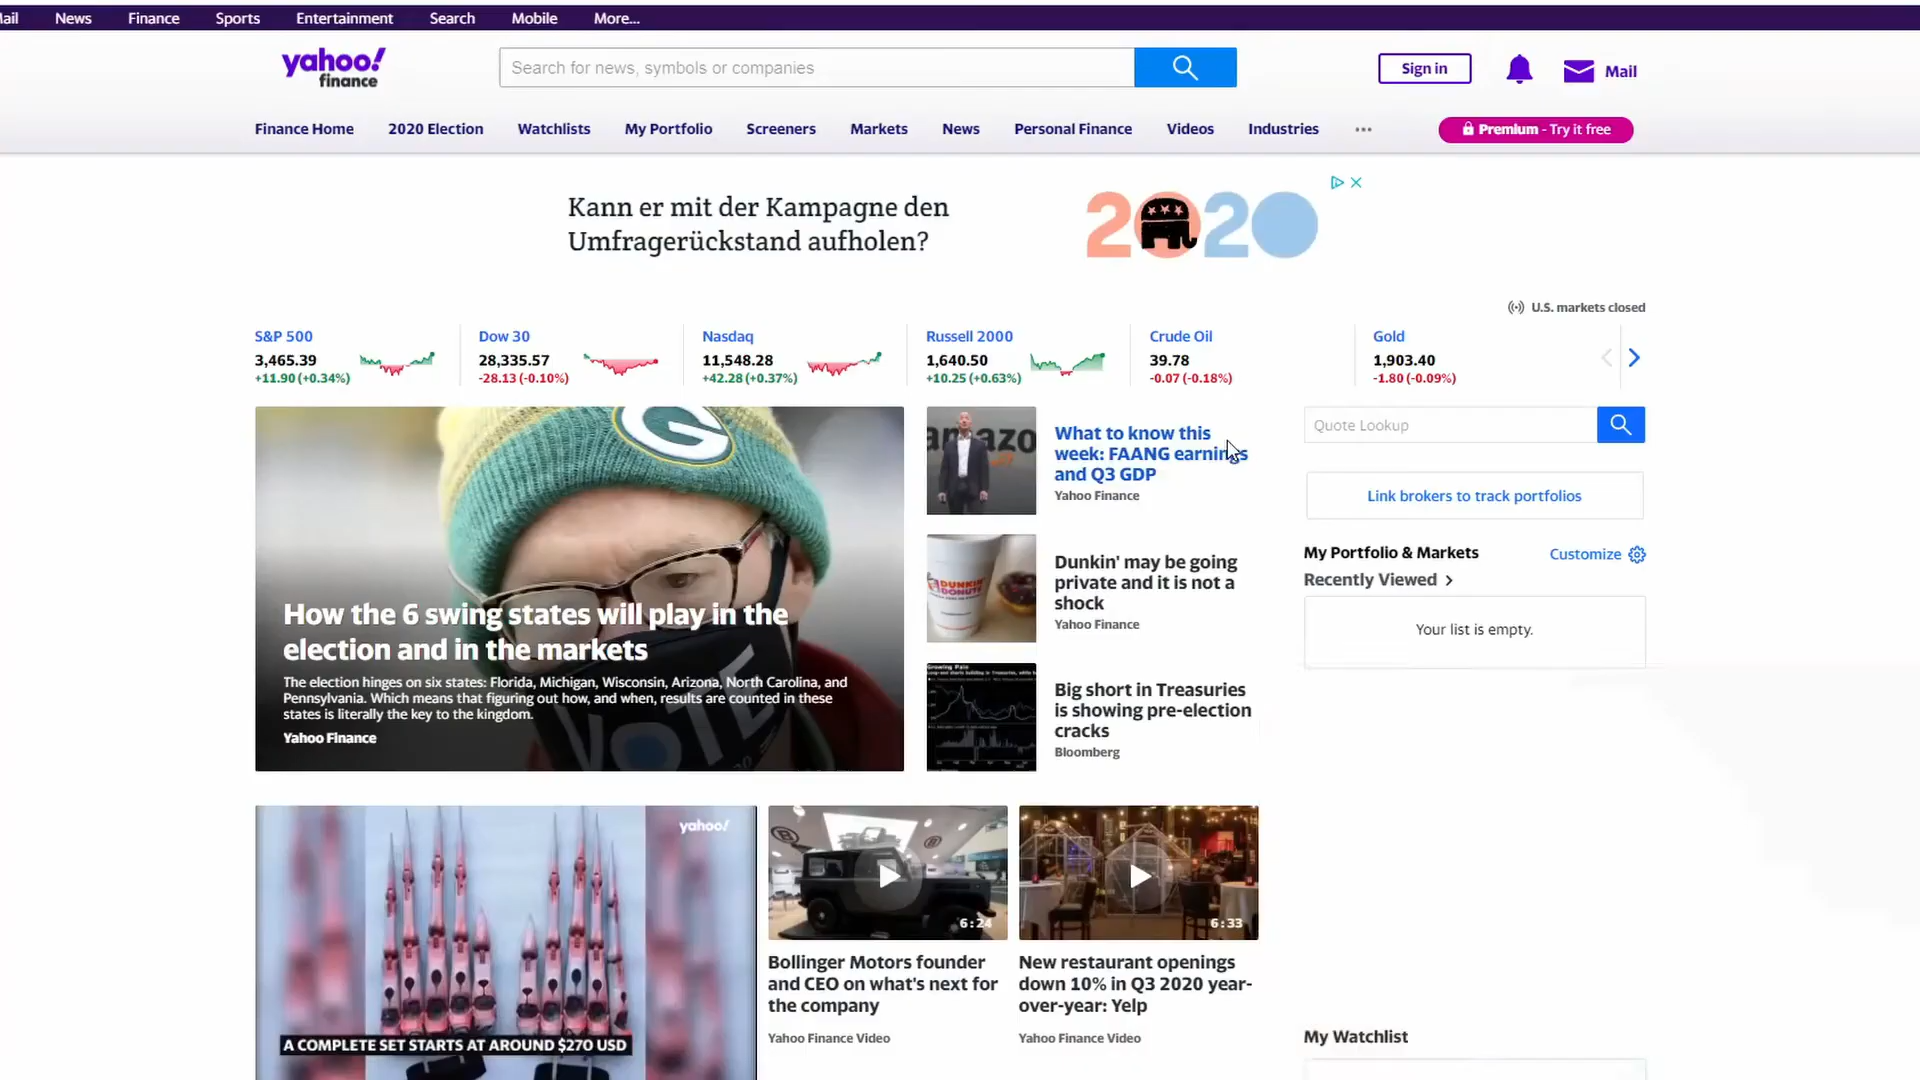 ail News Finance Sports Entertainment Search Mobile More...
yahoo!
finance
Search for news, symbols or companies
Sign in
Mail
Finance Home 2020 Election Watchlists My Portfolio Screeners Markets News Personal Finance Videos Industries ...
Premium - Try it free
Kann er mit der Kampagne den
Umfragerückstand aufholen?
2020
U.S. markets closed
S&P 500
3,465.39
+11.90 (+0.34%)
Dow 30
28,335.57
-28.13 (-0.10%)
Nasdaq
11,548.28
+42.28 (+0.37%)
Russell 2000
1,640.50
+10.25 (+0.63%)
Crude Oil
39.78
-0.07 (-0.18%)
Gold
1,903.40
-1.80 (-0.09%)
G
VOTE
How the 6 swing states will play in the
election and in the markets
The election hinges on six states: Florida, Michigan, Wisconsin, Arizona, North Carolina, and
Pennsylvania. Which means that figuring out how, and when, results are counted in these
states is literally the key to the kingdom.
Yahoo Finance
amazo
What to know this
week: FAANG earnings
and Q3 GDP
Yahoo Finance
DUNKIN'
DONUTS
Dunkin' may be going
private and it is not a
shock
Yahoo Finance
Growing Pain
Big short in Treasuries
is showing pre-election
cracks
Bloomberg
Quote Lookup
Link brokers to track portfolios
My Portfolio & Markets
Customize
Recently Viewed
Your list is empty.
yahoo!
A COMPLETE SET STARTS AT AROUND $270 USD
6:24
Bollinger Motors founder
and CEO on what's next for
the company
Yahoo Finance Video
6:33
New restaurant openings
down 10% in Q3 2020 year-
over-year: Yelp
Yahoo Finance Video
My Watchlist